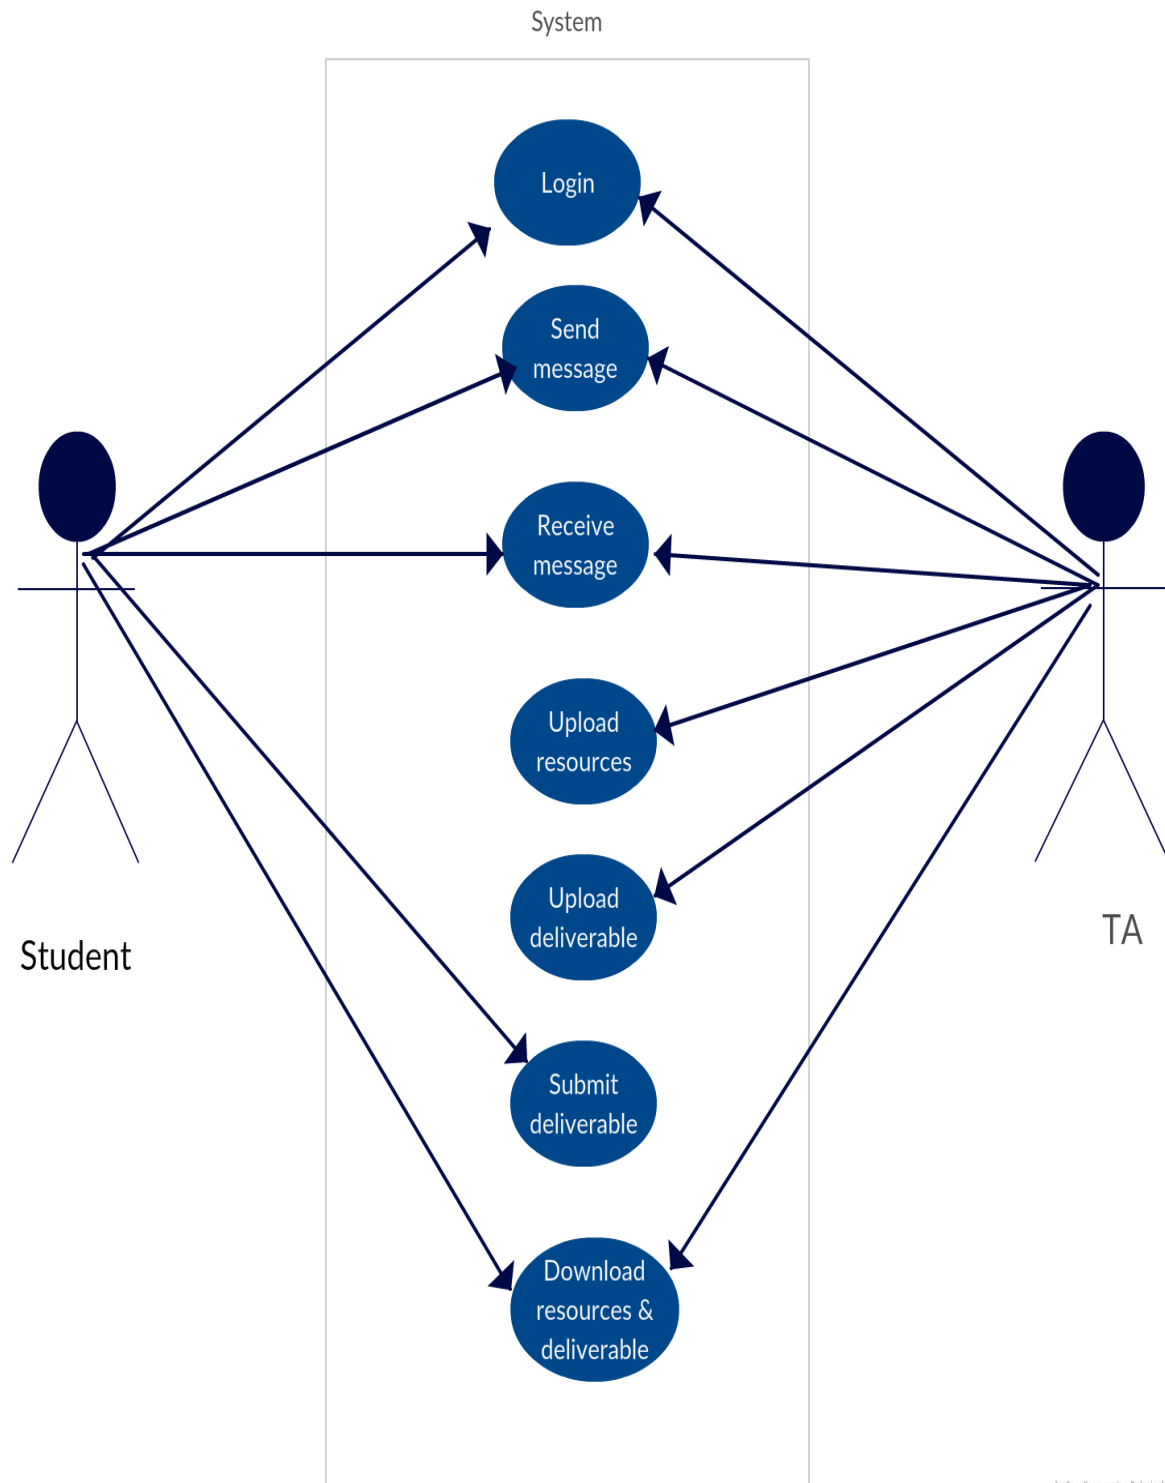 System
Login
Send
message
Receive
message
Upload
resources
Upload
deliverable
Student
TA
Submit
deliverable
Download
resources &
deliverable